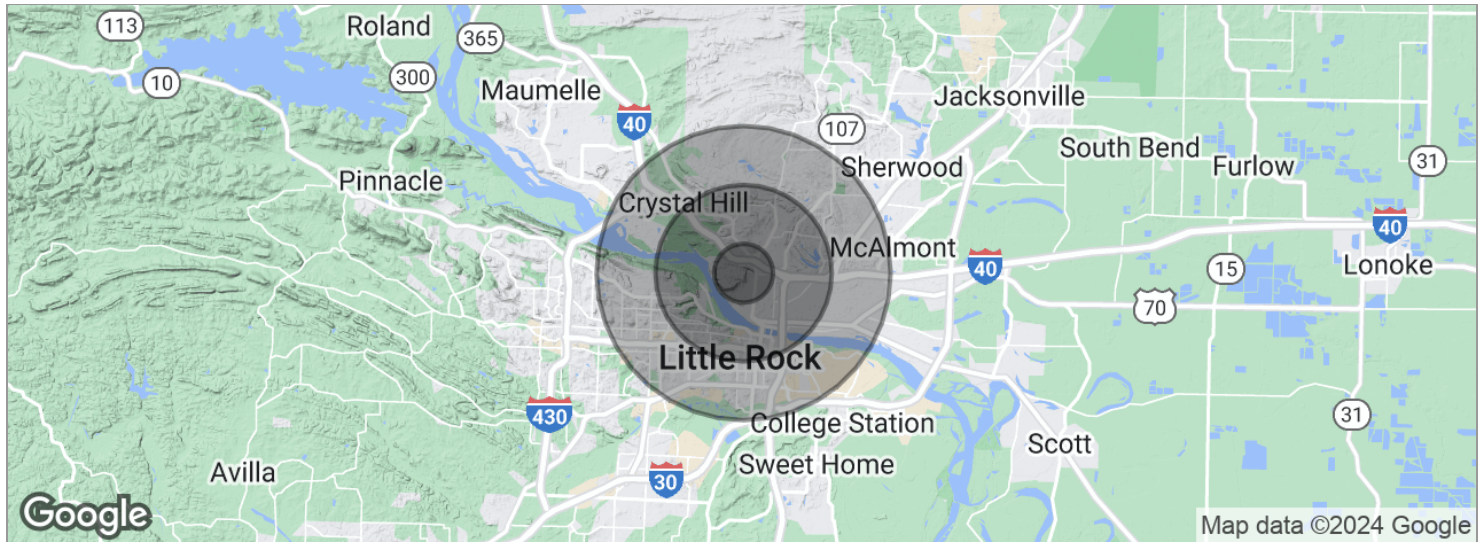 113
Roland
365
10
300
Maumelle
40
Jacksonville
107
South Bend
Furlow
31
Sherwood
Pinnacle
Crystal Hill
McAlmont
40
40
15
Lonoke
70
Little Rock
430
College Station
31
Scott
Sweet Home
Avilla
30
Google
Map data ©2024 Google